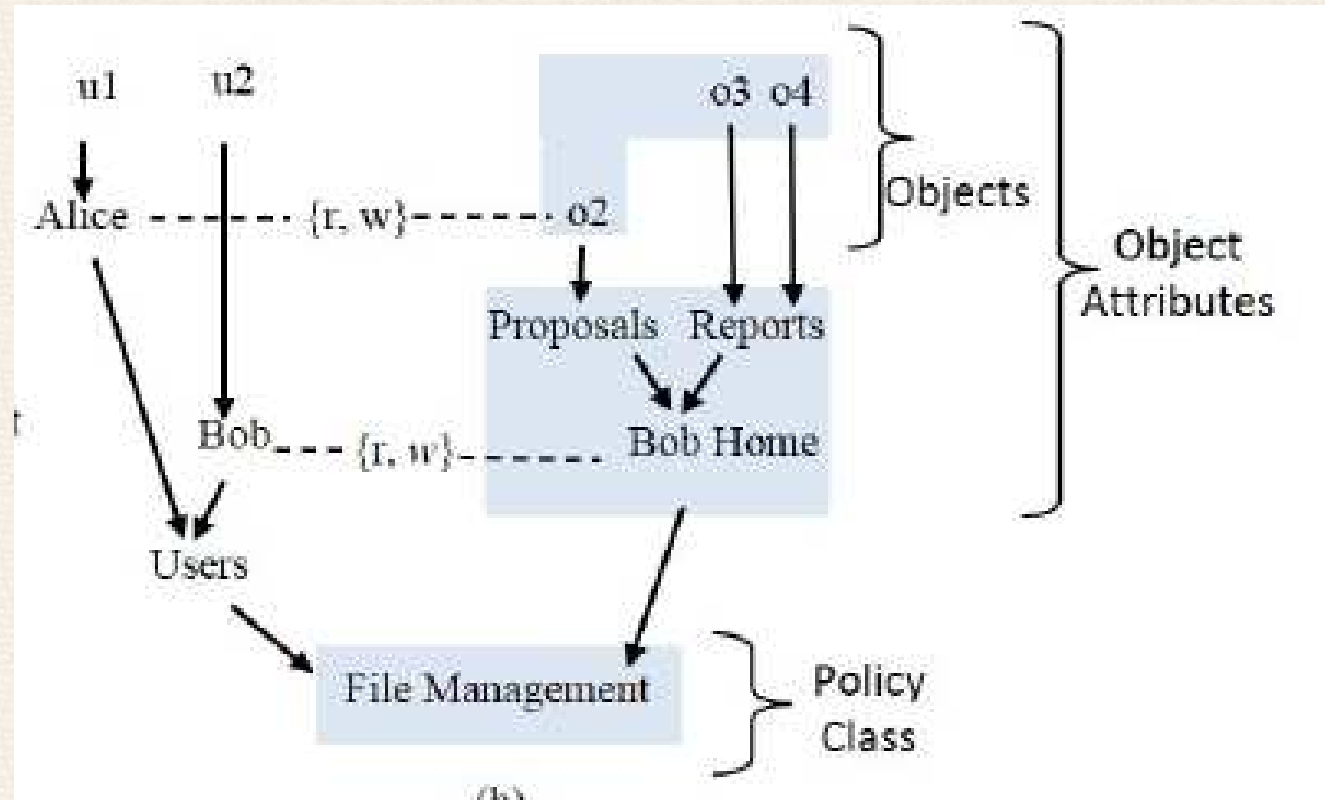 u1 u2 o3 o4
Objects
Alice {r, w} o2
Object
Attributes
Proposals Reports
Bob {r, w} Bob Home
Users
File Management
Policy
Class
(b)